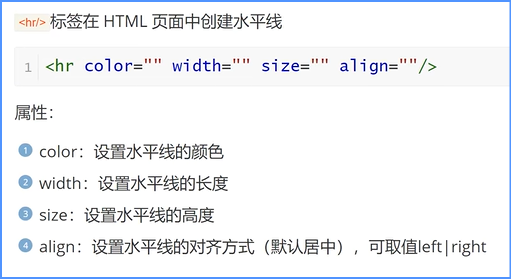 <hr/> 标签在 HTML 页面中创建水平线
1 <hr color="" width="" size="" align=""/>
属性：
1 color：设置水平线的颜色
2 width：设置水平线的长度
3 size：设置水平线的高度
4 align：设置水平线的对齐方式（默认居中），可取值left|right